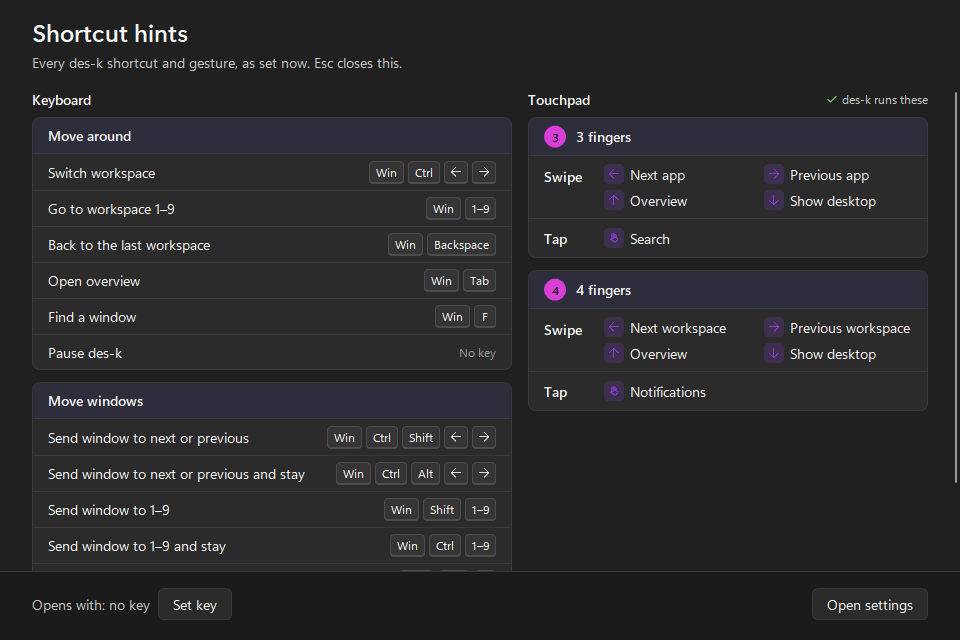 Shortcut hints
Every des-k shortcut and gesture, as set now. Esc closes this.
Keyboard
Move around
Switch workspace Win Ctrl ← →
Go to workspace 1–9 Win 1–9
Back to the last workspace Win Backspace
Open overview Win Tab
Find a window Win F
Pause des-k No key
Move windows
Send window to next or previous Win Ctrl Shift ← →
Send window to next or previous and stay Win Ctrl Alt ← →
Send window to 1–9 Win Shift 1–9
Send window to 1–9 and stay Win Ctrl 1–9
Touchpad ✓ des-k runs these
3 3 fingers
Swipe ← Next app → Previous app
↑ Overview ↓ Show desktop
Tap Search
4 4 fingers
Swipe ← Next workspace → Previous workspace
↑ Overview ↓ Show desktop
Tap Notifications
Opens with: no key Set key Open settings